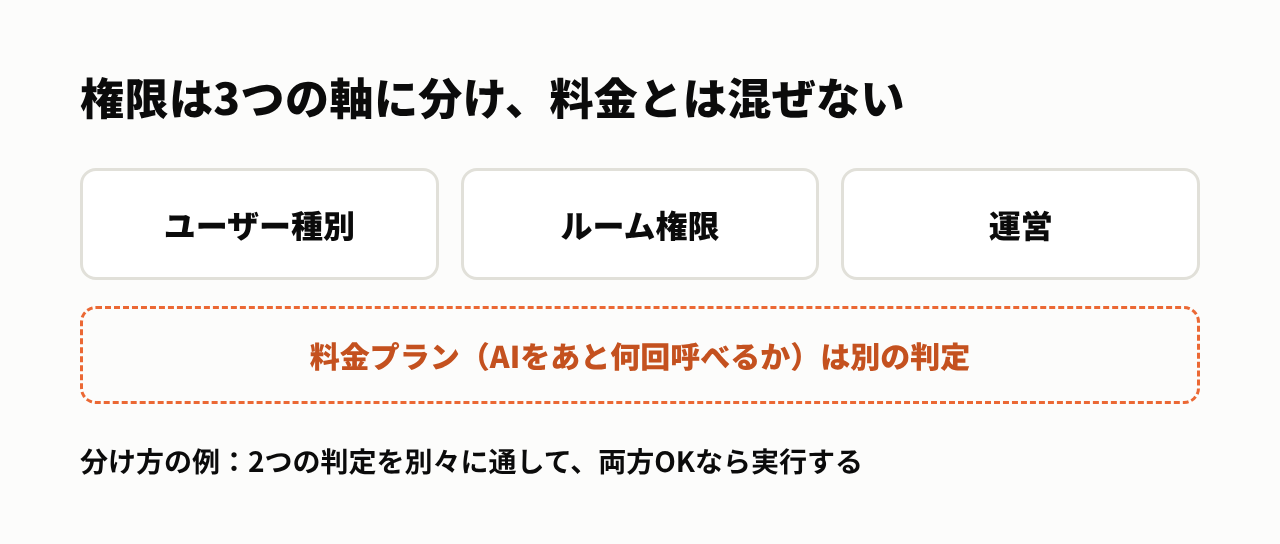 権限は3つの軸に分け、料金とは混ぜない
ユーザー種別
ルーム権限
運営
料金プラン（AIをあと何回呼べるか）は別の判定
分け方の例：2つの判定を別々に通して、両方OKなら実行する